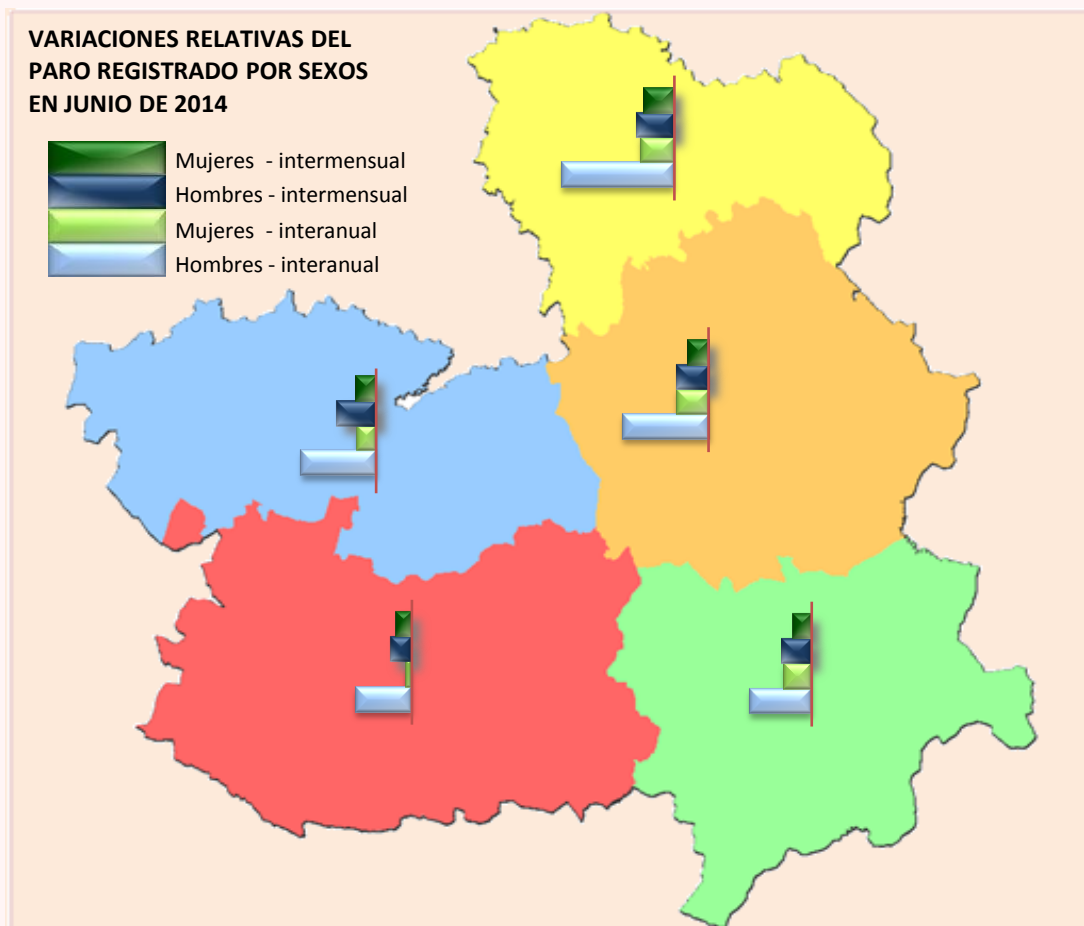 VARIACIONES RELATIVAS DEL
PARO REGISTRADO POR SEXOS
EN JUNIO DE 2014
Mujeres - intermensual
Hombres - intermensual
Mujeres - interanual
Hombres - interanual